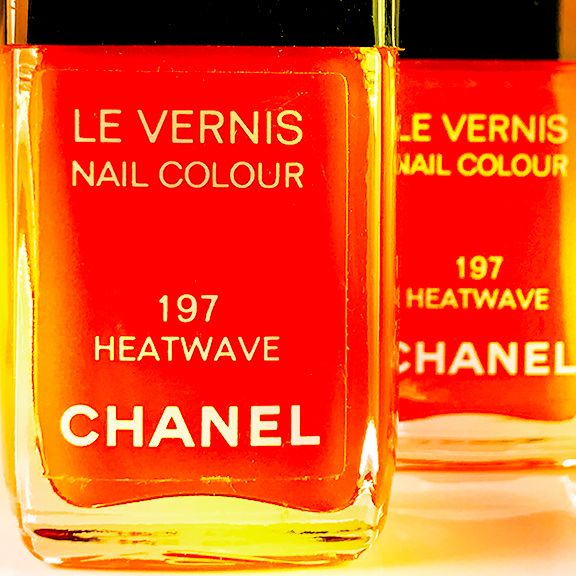 LE VERNIS
NAIL COLOUR
197
HEATWAVE
CHANEL
LE VERNIS
NAIL COLOUR
197
HEATWAVE
CHANEL